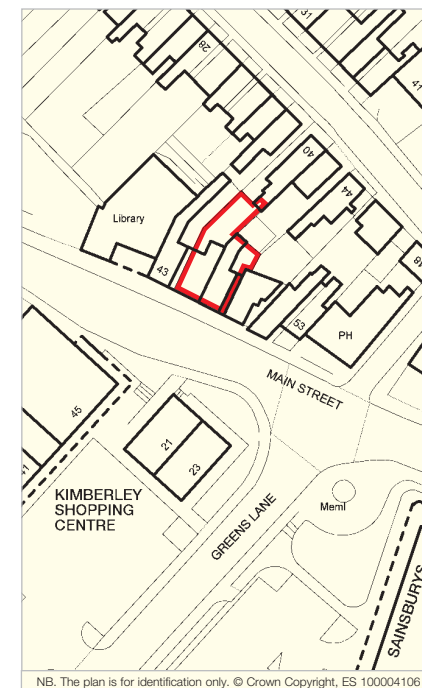 31
28
41
40
44
Library
48
43
53
PH
MAIN STREET
45
21
23
KIMBERLEY
SHOPPING
CENTRE
Meml
GREENS LANE
SAINSBURYS
NB. The plan is for identification only. © Crown Copyright, ES 100004106